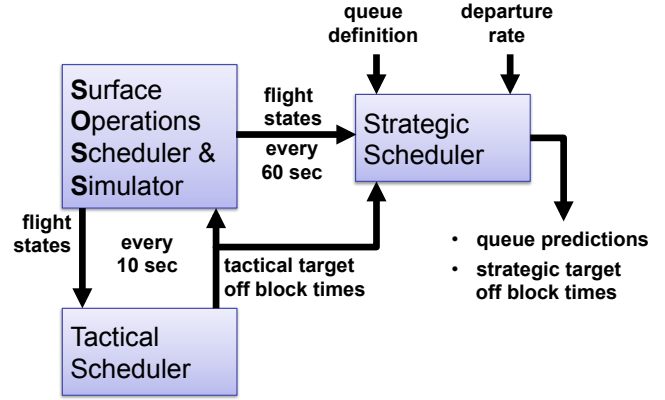 queue
definition
departure
rate
Surface
Operations
Scheduler &
Simulator
flight
states
every
60 sec
Strategic
Scheduler
flight
states
every
10 sec
tactical target
off block times
• queue predictions
• strategic target
off block times
Tactical
Scheduler